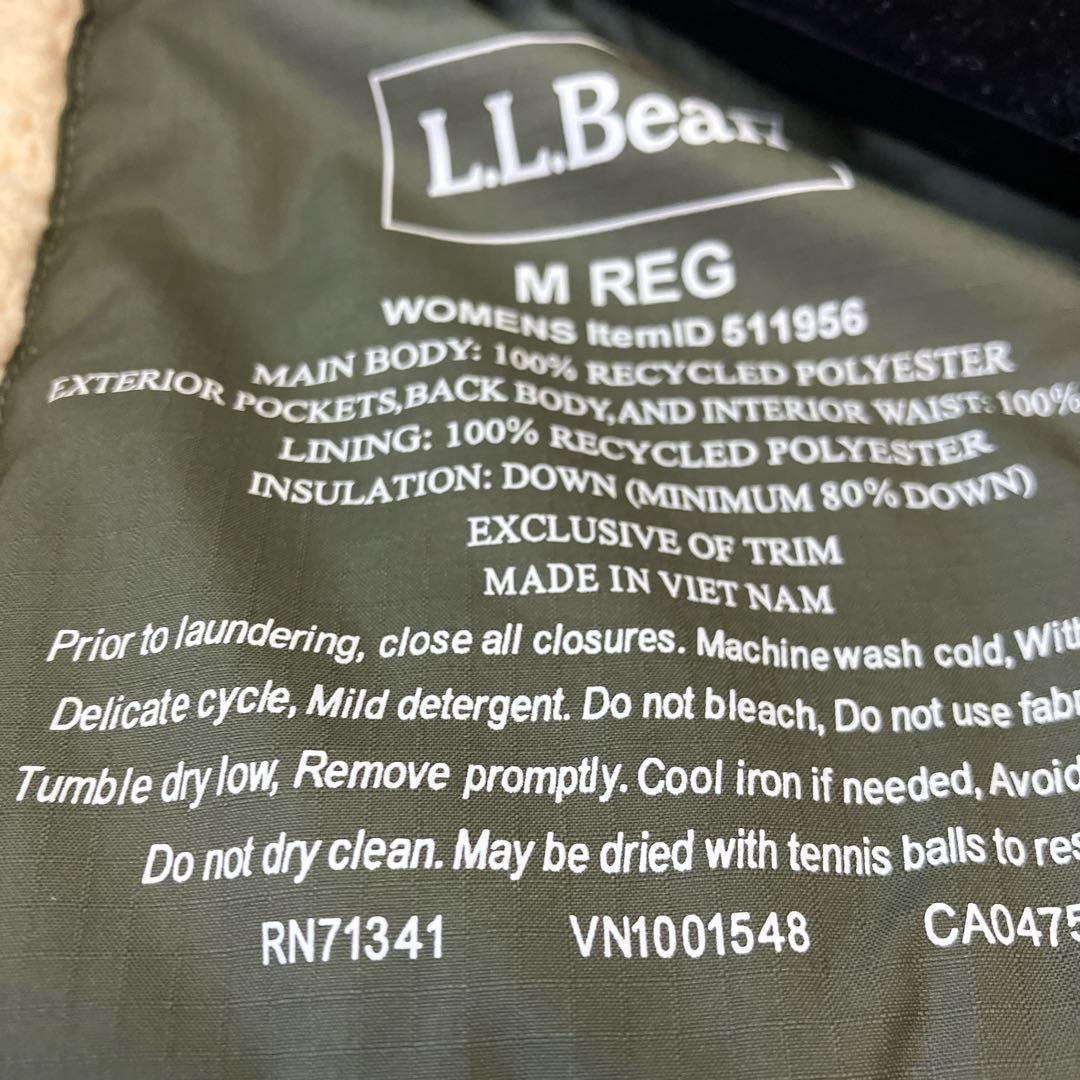 L.L.Bean
M REG
WOMENS ItemID 511956
MAIN BODY: 100% RECYCLED POLYESTER
EXTERIOR POCKETS,BACK BODY,AND INTERIOR WAIST: 100%
LINING: 100% RECYCLED POLYESTER
INSULATION: DOWN (MINIMUM 80% DOWN)
EXCLUSIVE OF TRIM
MADE IN VIET NAM
Prior to laundering, close all closures. Machine wash cold, With
Delicate cycle, Mild detergent. Do not bleach, Do not use
Tumble dry low, Remove promptly. Cool iron if needed, Avoid
Do not dry clean. May be dried with tennis balls to
RN71341 VN1001548 CA0475